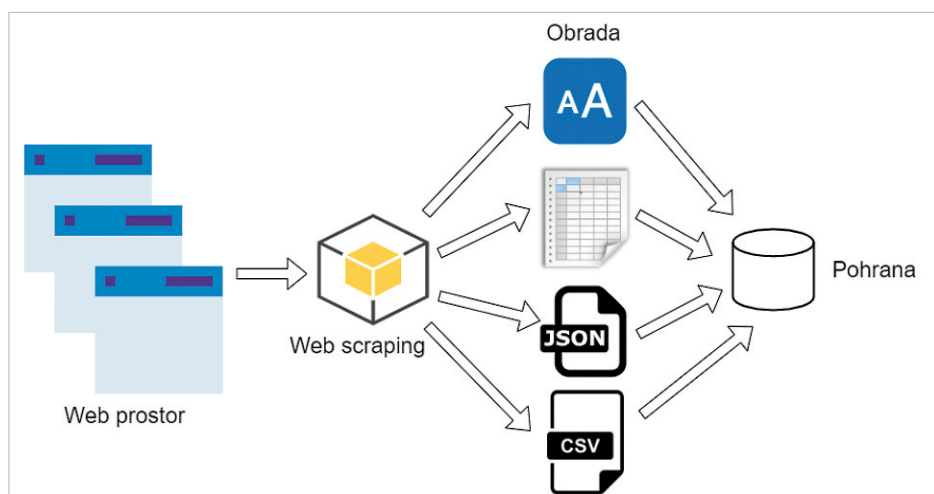 Obrada
AA
Web scraping
Web prostor
JSON
CSV
Pohrana